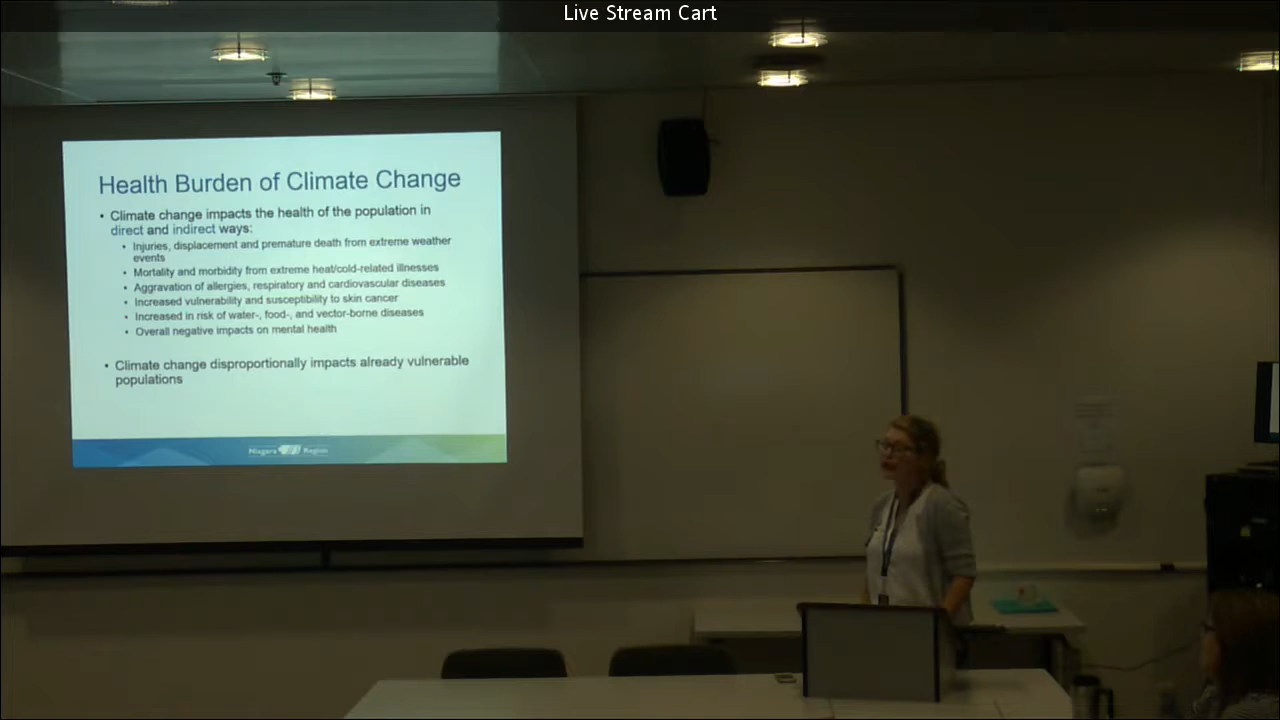 Live Stream Cart
Health Burden of Climate Change
• Climate change impacts the health of the population in
direct and indirect ways:
• Injuries, displacement and premature death from extreme weather
events
• Mortality and morbidity from extreme heat/cold-related illnesses
• Aggravation of allergies, respiratory and cardiovascular diseases
• Increased vulnerability and susceptibility to skin cancer
• Increased in risk of water-, food-, and vector-borne diseases
• Overall negative impacts on mental health
• Climate change disproportionally impacts already vulnerable
populations
Niagara Region